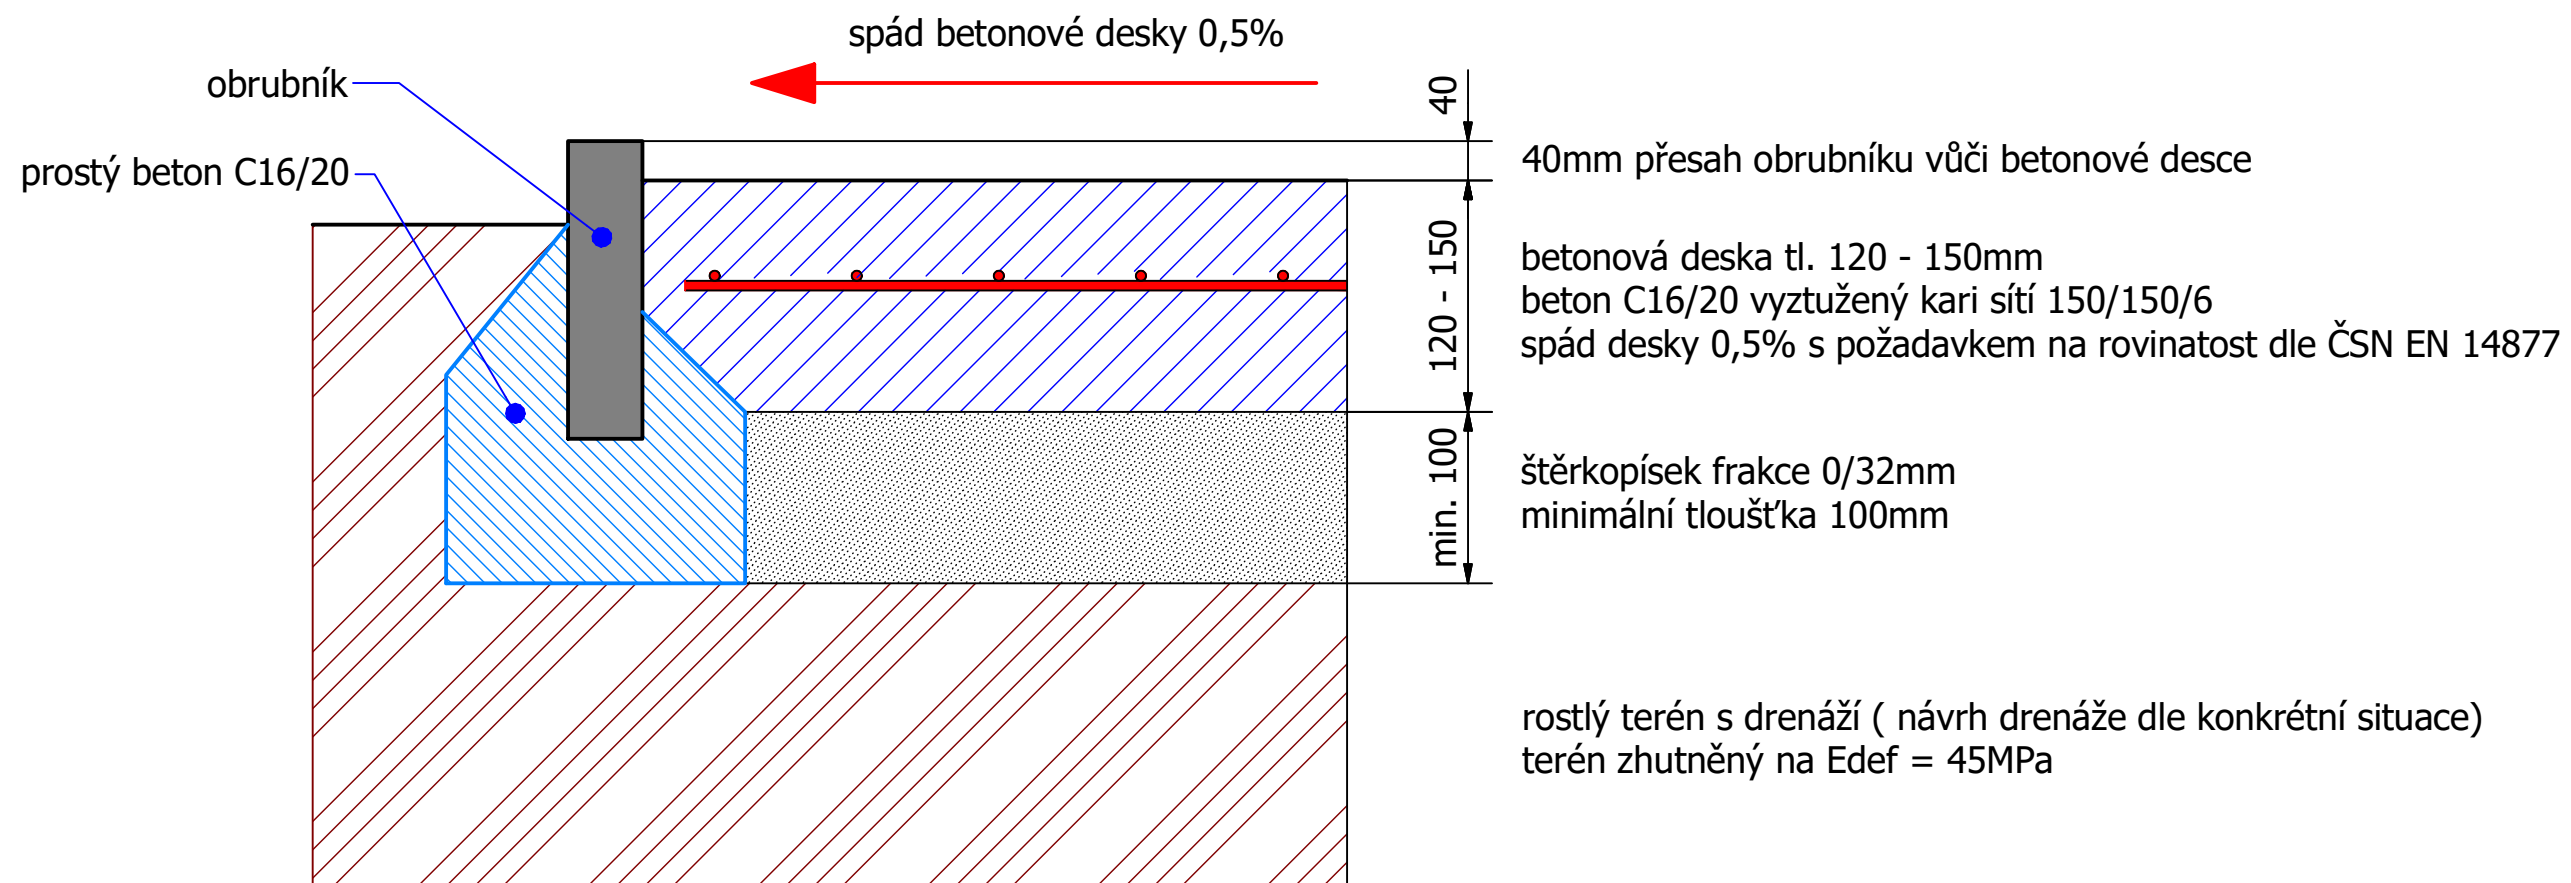 spád betonové desky 0,5%
obrubník
prostý beton C16/20
40
40mm přesah obrubníku vůči betonové desce
120 - 150
betonová deska tl. 120 - 150mm
beton C16/20 vyztužený kari sítí 150/150/6
spád desky 0,5% s požadavkem na rovinatost dle ČSN EN 14877
min. 100
štěrkopísek frakce 0/32mm
minimální tloušťka 100mm
rostlý terén s drenáží ( návrh drenáže dle konkrétní situace)
terén zhutněný na Edef = 45MPa